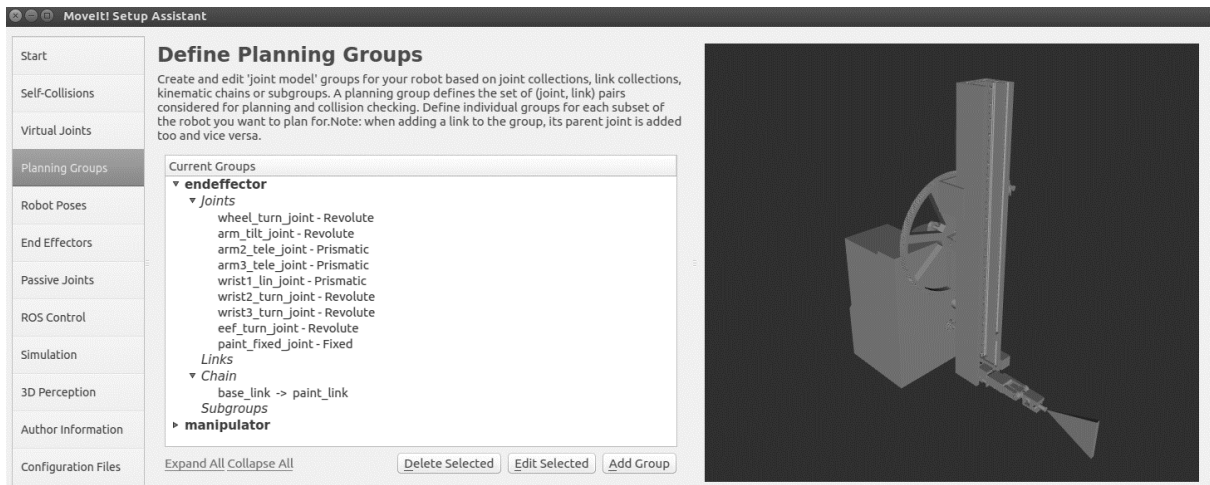 MoveIt! Setup Assistant
Start
Self-Collisions
Virtual Joints
Planning Groups
Robot Poses
End Effectors
Passive Joints
ROS Control
Simulation
3D Perception
Author Information
Configuration Files
Define Planning Groups
Create and edit 'joint model' groups for your robot based on joint collections, link collections,
kinematic chains or subgroups. A planning group defines the set of (joint, link) pairs
considered for planning and collision checking. Define individual groups for each subset of
the robot you want to plan for.Note: when adding a link to the group, its parent joint is added
too and vice versa.
Current Groups
endeffector
Joints
wheel_turn_joint - Revolute
arm_tilt_joint - Revolute
arm2_tele_joint - Prismatic
arm3_tele_joint - Prismatic
wrist1_lin_joint - Prismatic
wrist2_turn_joint - Revolute
wrist3_turn_joint - Revolute
eef_turn_joint - Revolute
paint_fixed_joint - Fixed
Links
Chain
base_link -> paint_link
Subgroups
manipulator
Expand All Collapse All
Delete Selected
Edit Selected
Add Group